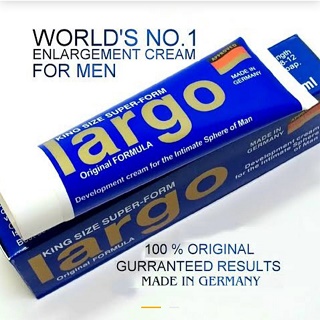 WORLD'S NO.1
ENLARGEMENT CREAM
FOR MEN
APPROVED
MADE IN
GERMANY
KING SIZE SUPER-FORM
largo
Original FORMULA
Development cream for the Intimate Sphere of Man
MADE IN
GERMANY
KING SIZE SUPER-FORM
largo
Original FORMULA
Development cream
for the Intimate Sphere of Man
100 % ORIGINAL
GURRANTEED RESULTS
MADE IN GERMANY